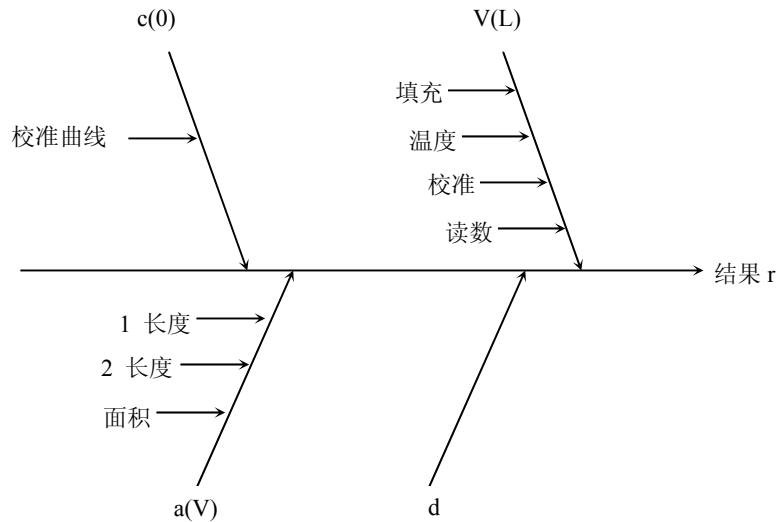 c(0)
V(L)
填充
校准曲线
温度
校准
读数
结果 r
1 长度
2 长度
面积
a(V)
d